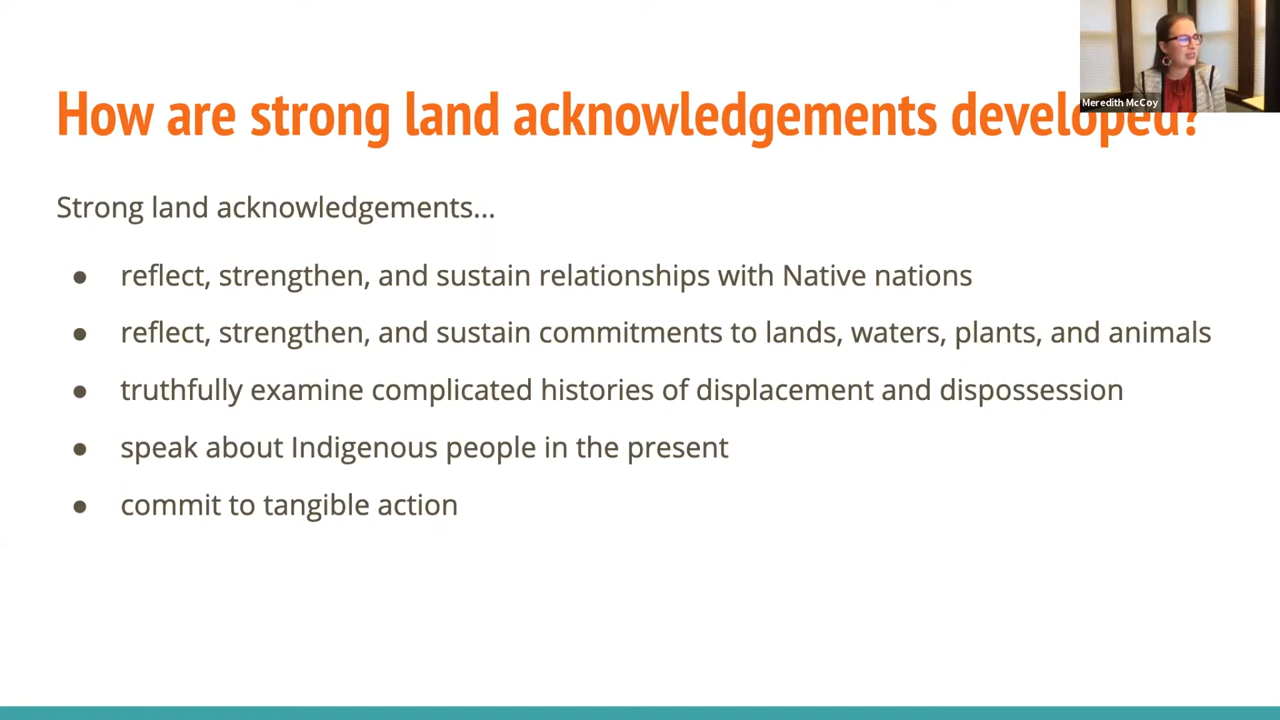 Meredith McCoy
How are strong land acknowledgements developed?
Strong land acknowledgements...
● reflect, strengthen, and sustain relationships with Native nations
● reflect, strengthen, and sustain commitments to lands, waters, plants, and animals
● truthfully examine complicated histories of displacement and dispossession
● speak about Indigenous people in the present
● commit to tangible action